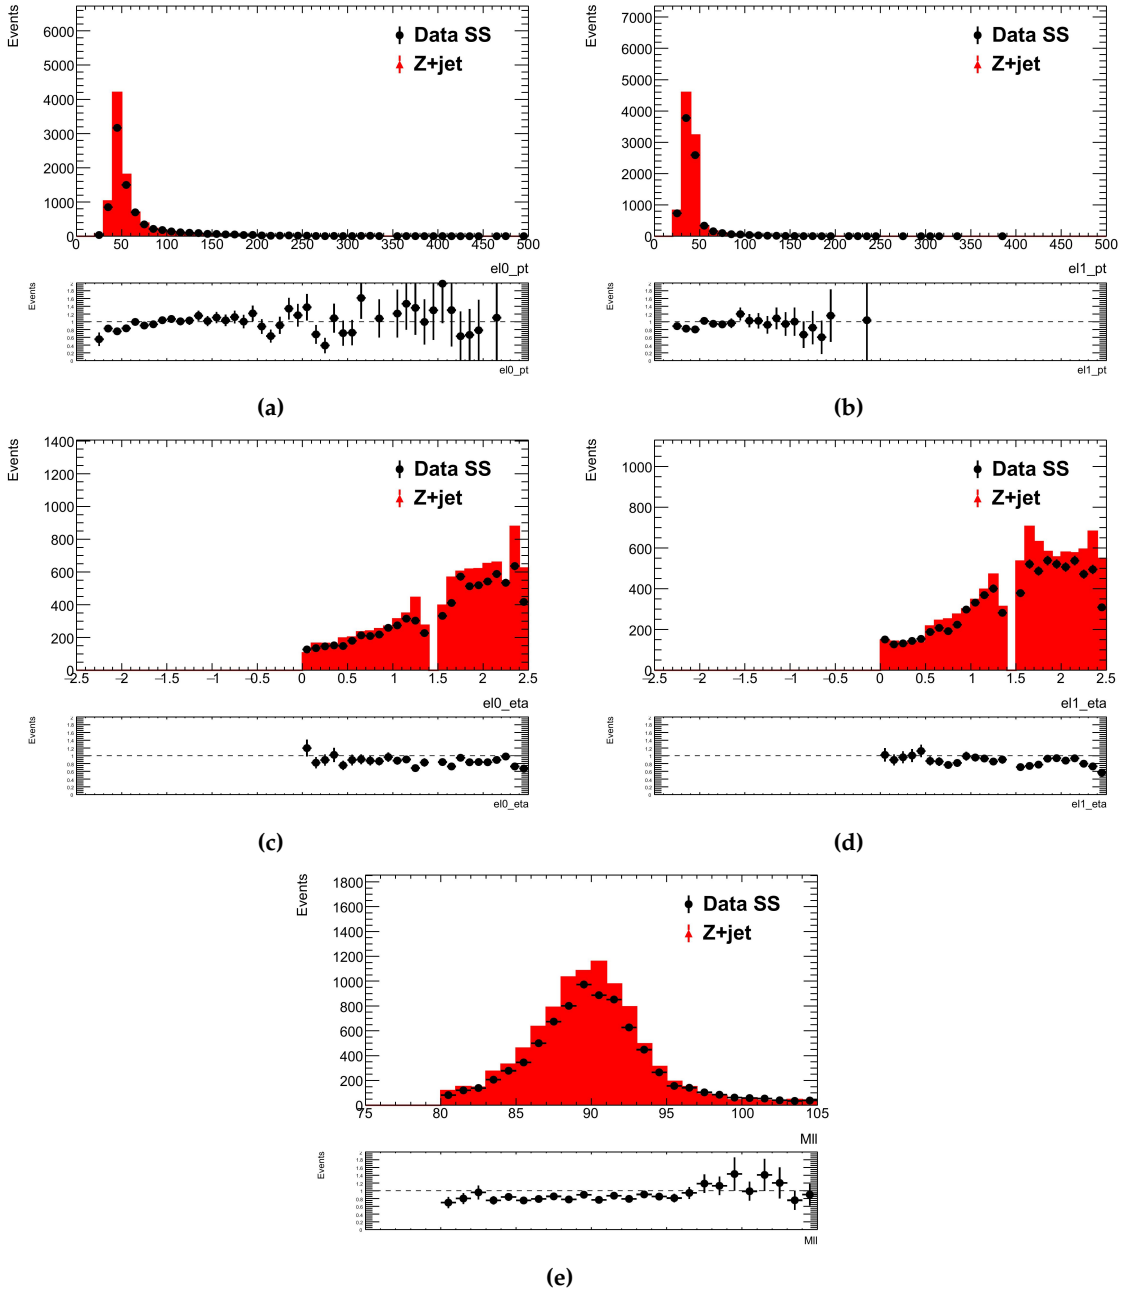 Events
Data SS
Z+jet
6000
5000
4000
3000
2000
1000
0
0 50 100 150 200 250 300 350 400 450 500
el0_pt
Events
el0_pt
(a)
Events
Data SS
Z+jet
7000
6000
5000
4000
3000
2000
1000
0
0 50 100 150 200 250 300 350 400 450 500
el1_pt
Events
el1_pt
(b)
Events
Data SS
Z+jet
1400
1200
1000
800
600
400
200
0
−2.5 −2 −1.5 −1 −0.5 0 0.5 1 1.5 2 2.5
el0_eta
Events
el0_eta
(c)
Events
Data SS
Z+jet
1000
800
600
400
200
0
−2.5 −2 −1.5 −1 −0.5 0 0.5 1 1.5 2 2.5
el1_eta
Events
el1_eta
(d)
Events
Data SS
Z+jet
1800
1600
1400
1200
1000
800
600
400
200
0
75 80 85 90 95 100 105
Mll
Events
Mll
(e)